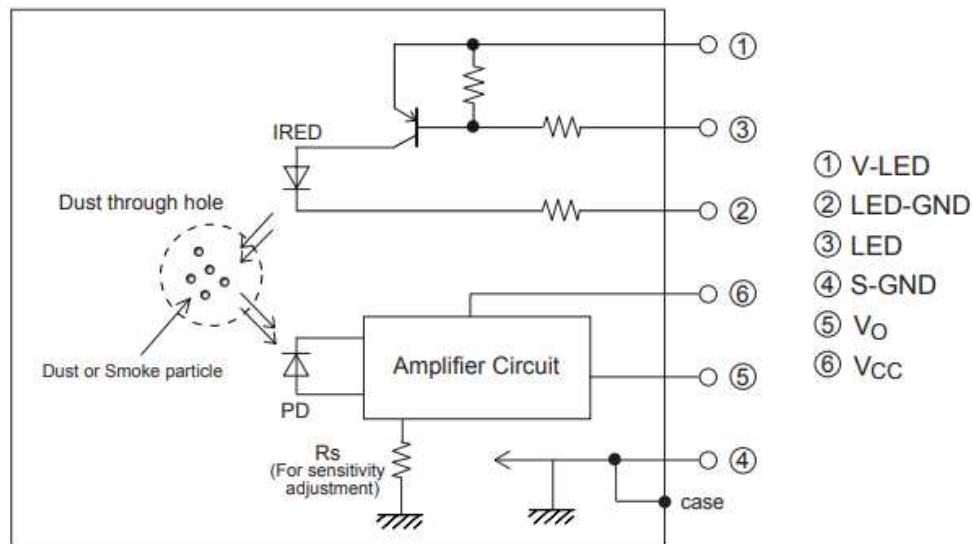 ①
IRED
③
Dust through hole
②
⑥
Dust or Smoke particle
PD
Amplifier Circuit
⑤
Rs
(For sensitivity
adjustment)
④
case
① V-LED
② LED-GND
③ LED
④ S-GND
⑤ VO
⑥ VCC